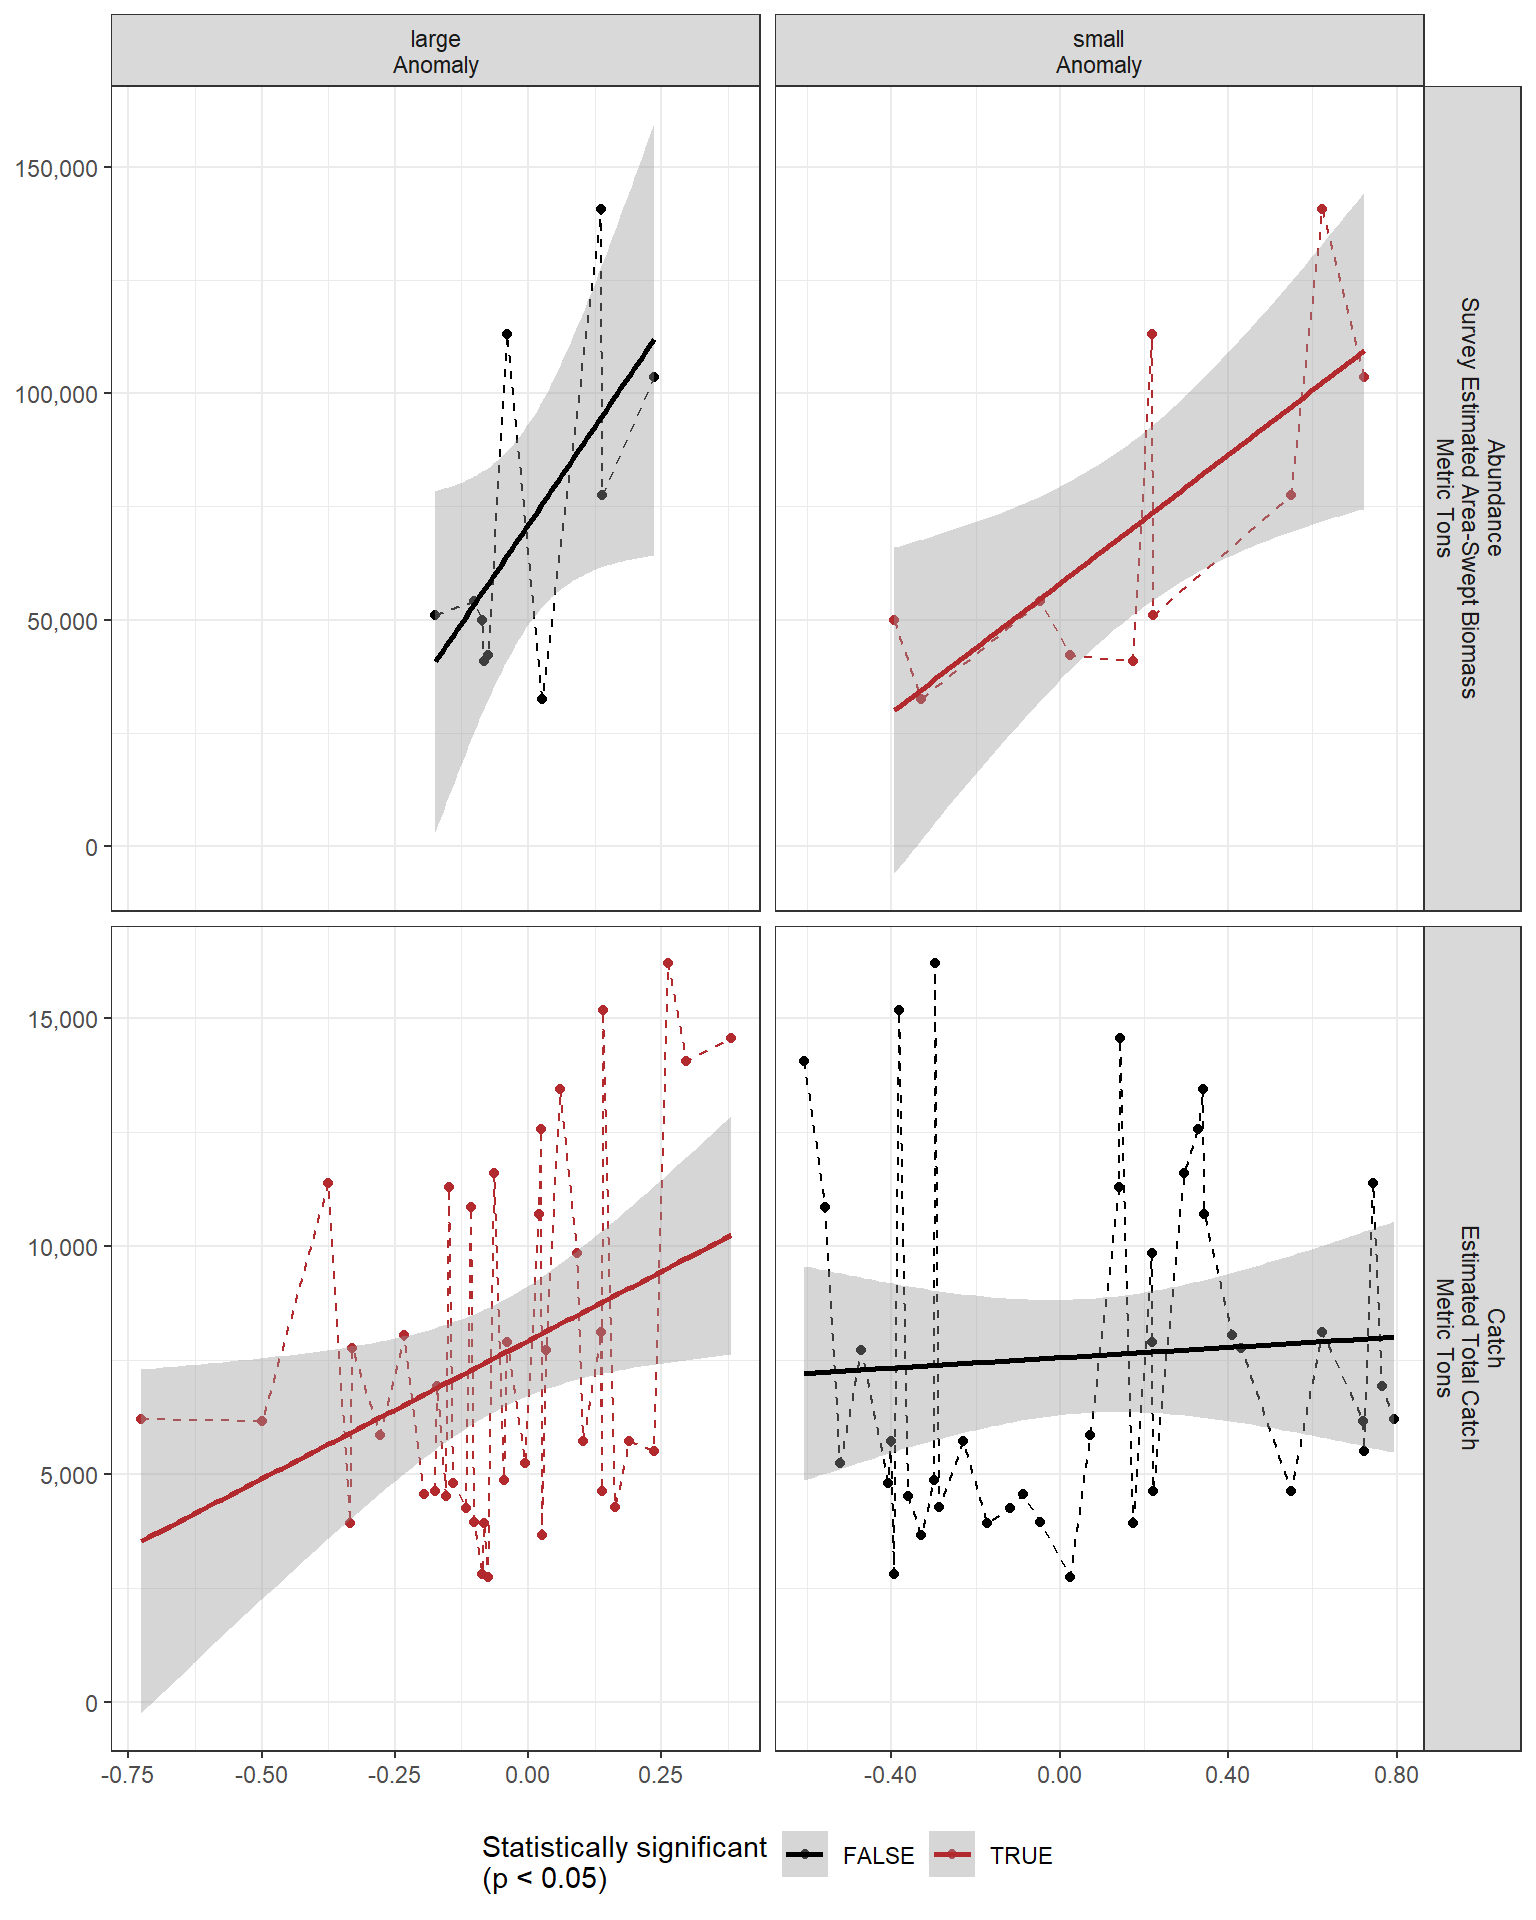 large
Anomaly
small
Anomaly
150,000
100,000
50,000
0
Abundance
Survey Estimated Area-Swept Biomass
Metric Tons
15,000
10,000
5,000
0
Catch
Estimated Total Catch
Metric Tons
-0.75
-0.50
-0.25
0.00
0.25
-0.40
0.00
0.40
0.80
Statistically significant
(p < 0.05)
FALSE
TRUE